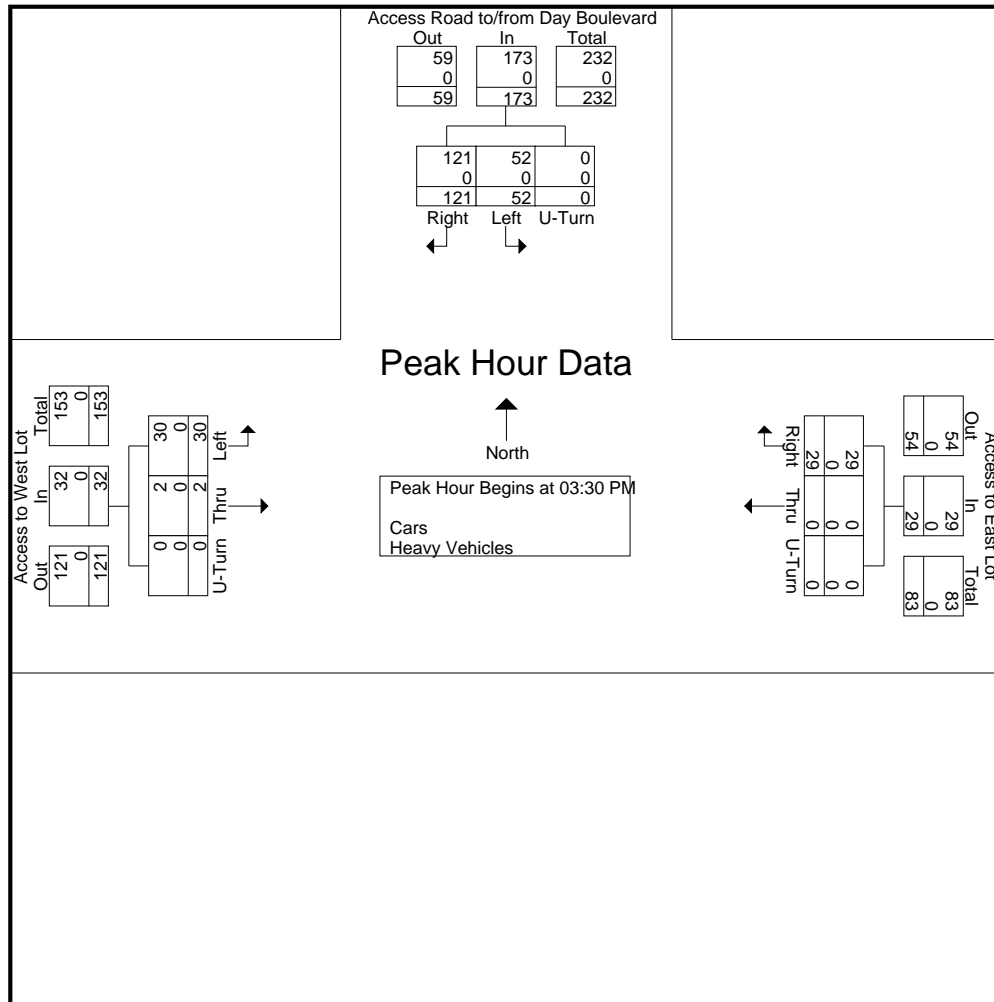 Access Road to/from Day Boulevard
Out In Total
59 173 232
0 0 0
59 173 232
121 52 0
0 0 0
121 52 0
Right Left U-Turn
Peak Hour Data
North
Peak Hour Begins at 03:30 PM
Cars
Heavy Vehicles
Access to West Lot
Out In Total
121 32 153
0 0 0
121 32 153
U-Turn Thru Left
0 2 30
0 0 0
0 2 30
Access to East Lot
Out In Total
54 29 83
0 0 0
54 29 83
Right Thru U-Turn
29 0 0
0 0 0
29 0 0